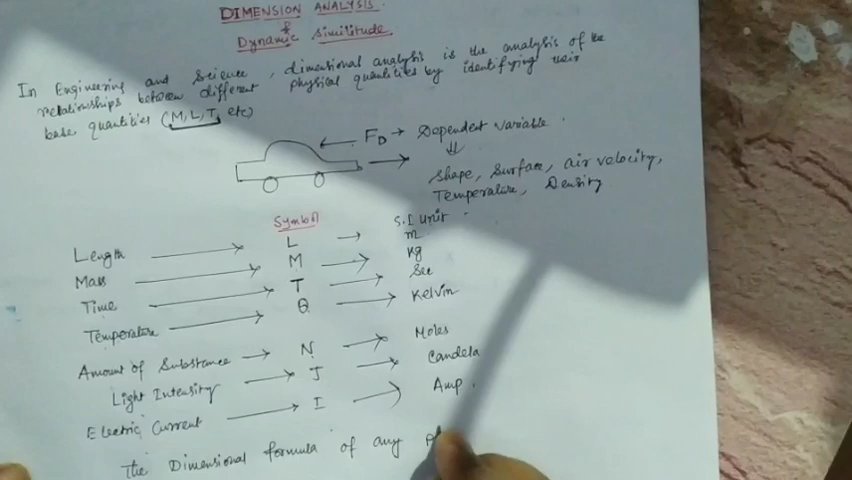 DIMENSION ANALYSIS.
&
Dynamic Similitude.
In Engineering and Science, dimensional analysis is the analysis of the
relationships between different physical quantities by identifying their
base quantities (M, L, T, etc)
F_D → Dependent variable.
⇓
Shape, Surface, air velocity,
Temperature, Density
Symbol S.I Unit
Length → L → m.
Mass → M → kg
Time → T → Sec
Temperature → θ → Kelvin
Amount of Substance → N → Moles
Light Intensity → J → Candela
Electric Current → I → Amp.
The Dimensional formula of any